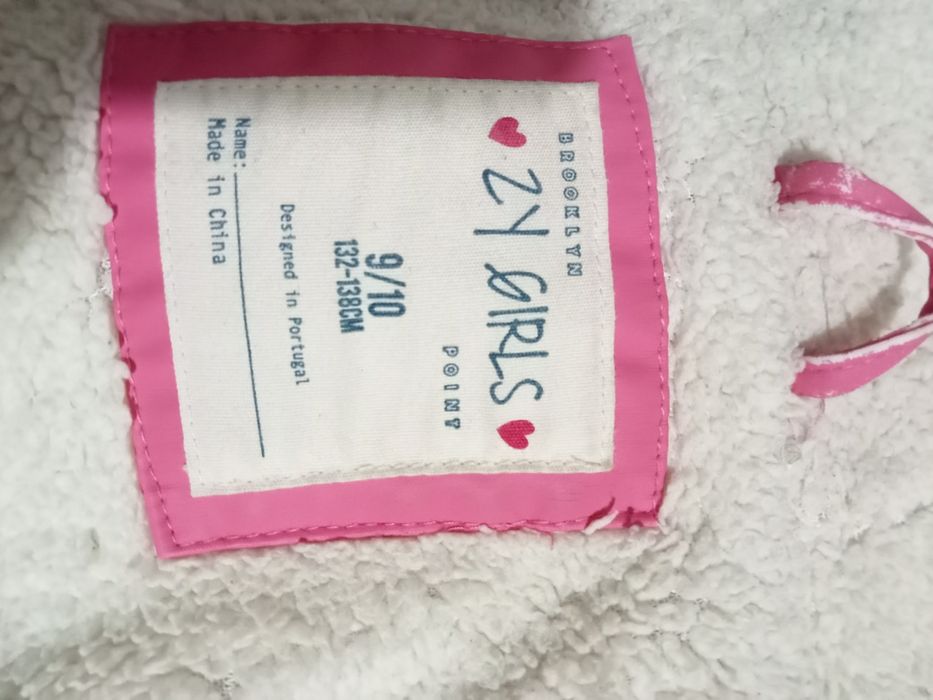 BROOKLYN
ZY GIRLS
POINT
9/10
132-138CM
Designed in Portugal
Name:
Made in China